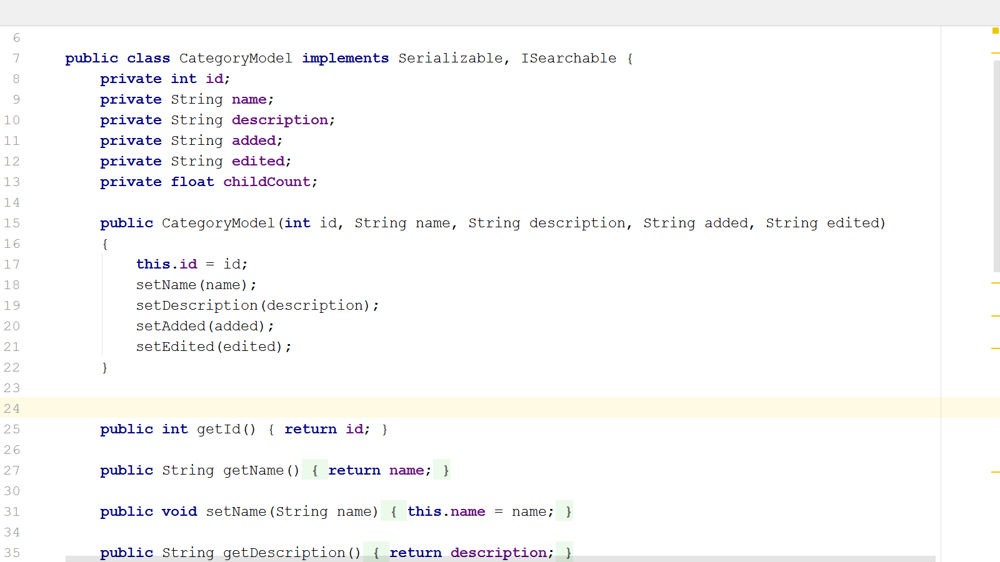 6
7 public class CategoryModel implements Serializable, ISearchable {
8 private int id;
9 private String name;
10 private String description;
11 private String added;
12 private String edited;
13 private float childCount;
14
15 public CategoryModel(int id, String name, String description, String added, String edited)
16 {
17 this.id = id;
18 setName(name);
19 setDescription(description);
20 setAdded(added);
21 setEdited(edited);
22 }
23
24
25 public int getId() { return id; }
26
27 public String getName() { return name; }
30
31 public void setName(String name) { this.name = name; }
34
35 public String getDescription() { return description; }